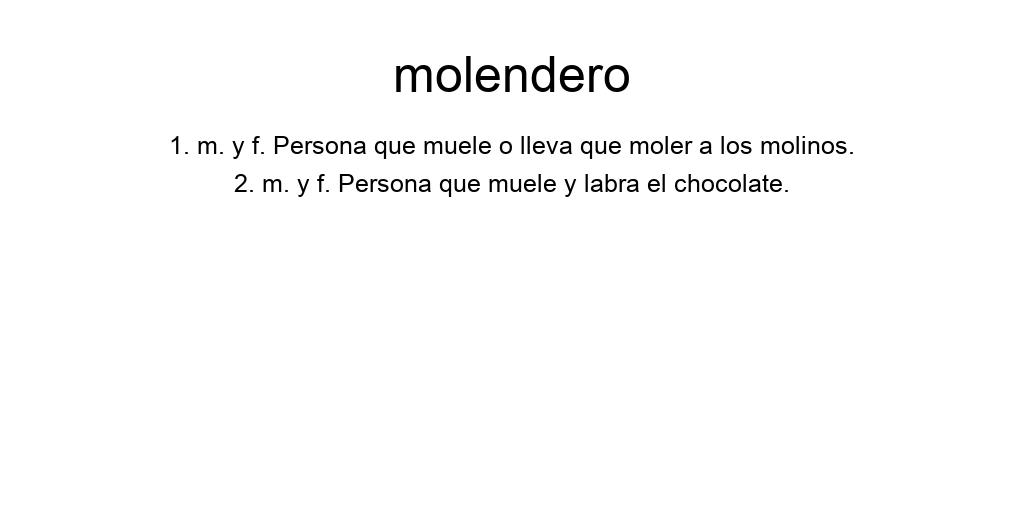 molendero
1. m. y f. Persona que muele o lleva que moler a los molinos.
2. m. y f. Persona que muele y labra el chocolate.